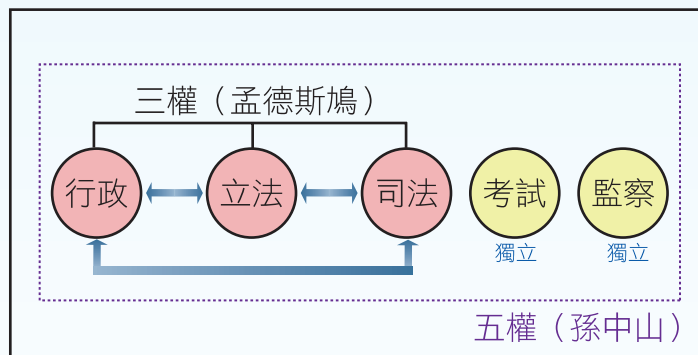 三權（孟德斯鳩）
行政
立法
司法
考試
監察
獨立
獨立
五權（孫中山）